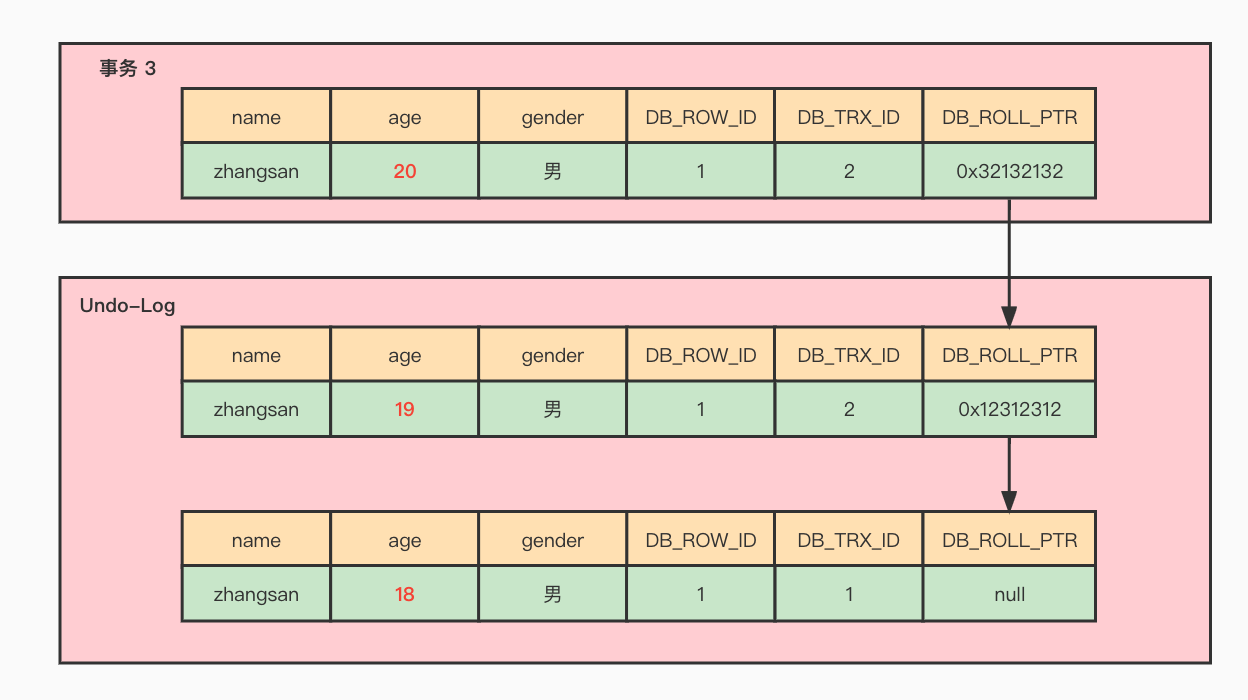 事务 3
name age gender DB_ROW_ID DB_TRX_ID DB_ROLL_PTR
zhangsan 20 男 1 2 0x32132132
Undo-Log
name age gender DB_ROW_ID DB_TRX_ID DB_ROLL_PTR
zhangsan 19 男 1 2 0x12312312
name age gender DB_ROW_ID DB_TRX_ID DB_ROLL_PTR
zhangsan 18 男 1 1 null